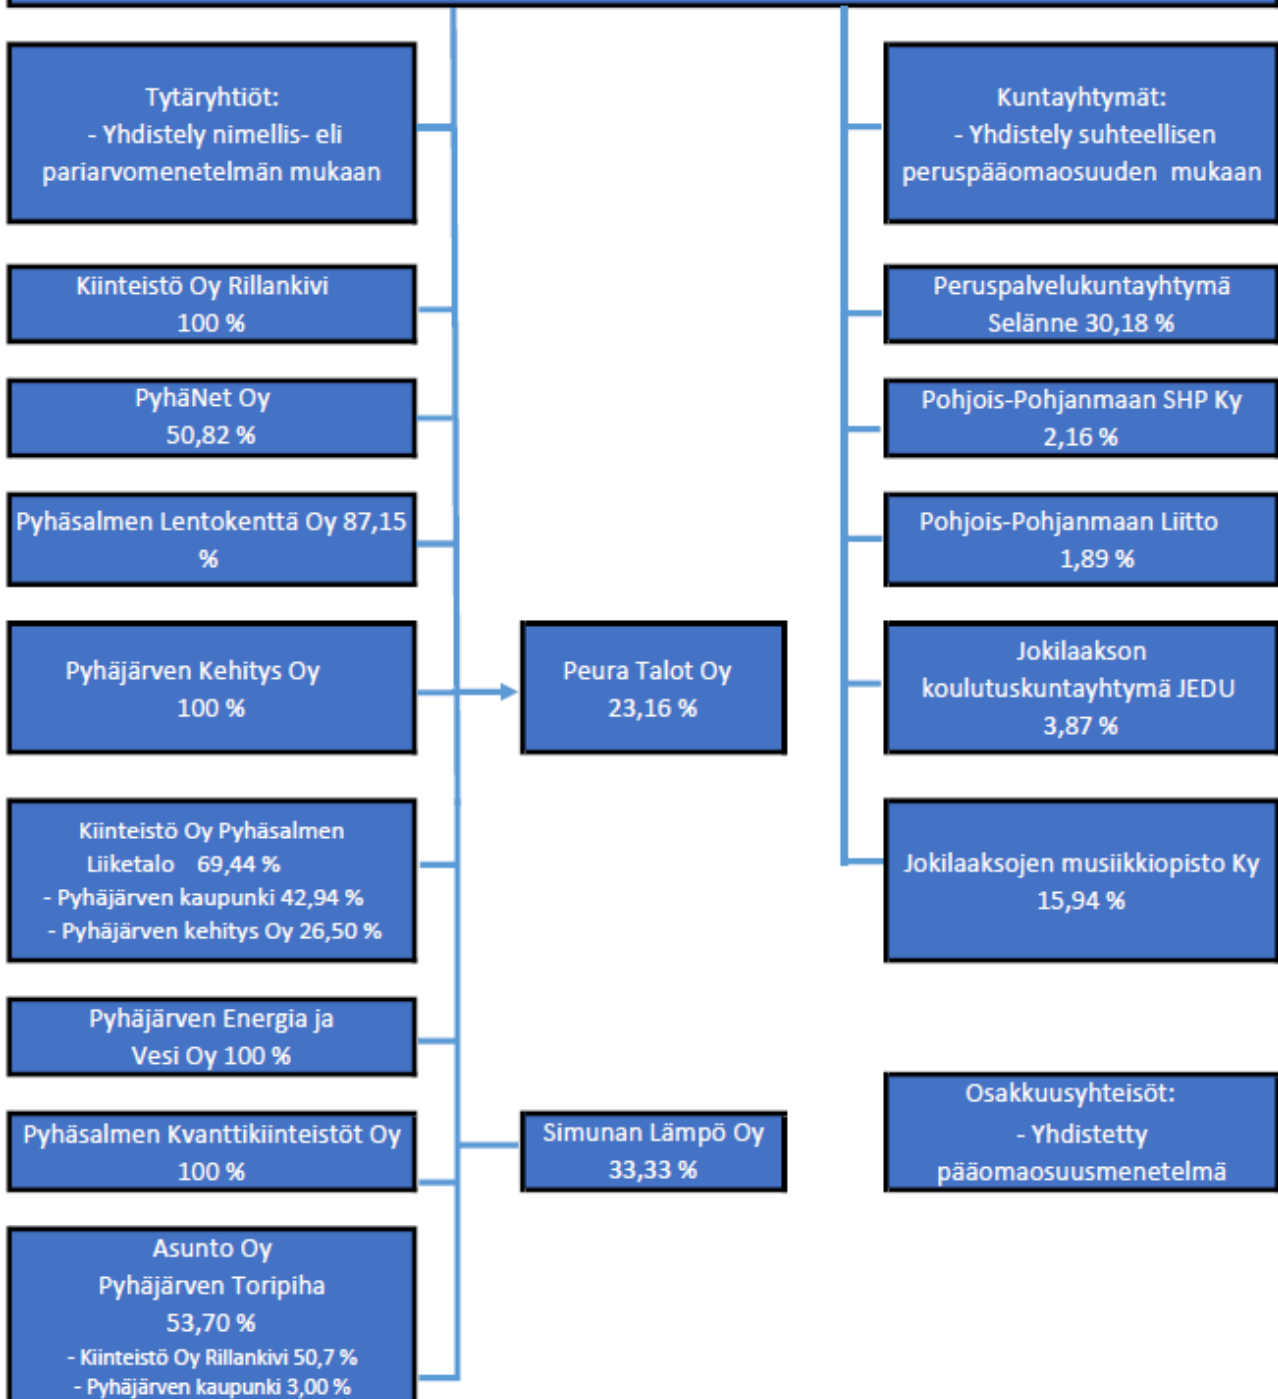 Tytäryhtiöt:
- Yhdistely nimellis- eli
pariarvomenetelmän mukaan
Kiinteistö Oy Rillankivi
100 %
PyhäNet Oy
50,82 %
Pyhäsalmen Lentokenttä Oy 87,15
%
Pyhäjärven Kehitys Oy
100 %
Kiinteistö Oy Pyhäsalmen
Liiketalo 69,44 %
- Pyhäjärven kaupunki 42,94 %
- Pyhäjärven kehitys Oy 26,50 %
Pyhäjärven Energia ja
Vesi Oy 100 %
Pyhäsalmen Kvanttikiinteistöt Oy
100 %
Asunto Oy
Pyhäjärven Toripiha
53,70 %
- Kiinteistö Oy Rillankivi 50,7 %
- Pyhäjärven kaupunki 3,00 %
Peura Talot Oy
23,16 %
Simunan Lämpö Oy
33,33 %
Kuntayhtymät:
- Yhdistely suhteellisen
peruspääomaosuuden mukaan
Peruspalvelukuntayhtymä
Selänne 30,18 %
Pohjois-Pohjanmaan SHP Ky
2,16 %
Pohjois-Pohjanmaan Liitto
1,89 %
Jokilaakson
koulutuskuntayhtymä JEDU
3,87 %
Jokilaaksojen musiikkiopisto Ky
15,94 %
Osakkuusyhteisöt:
- Yhdistetty
pääomaosuusmenetelmä